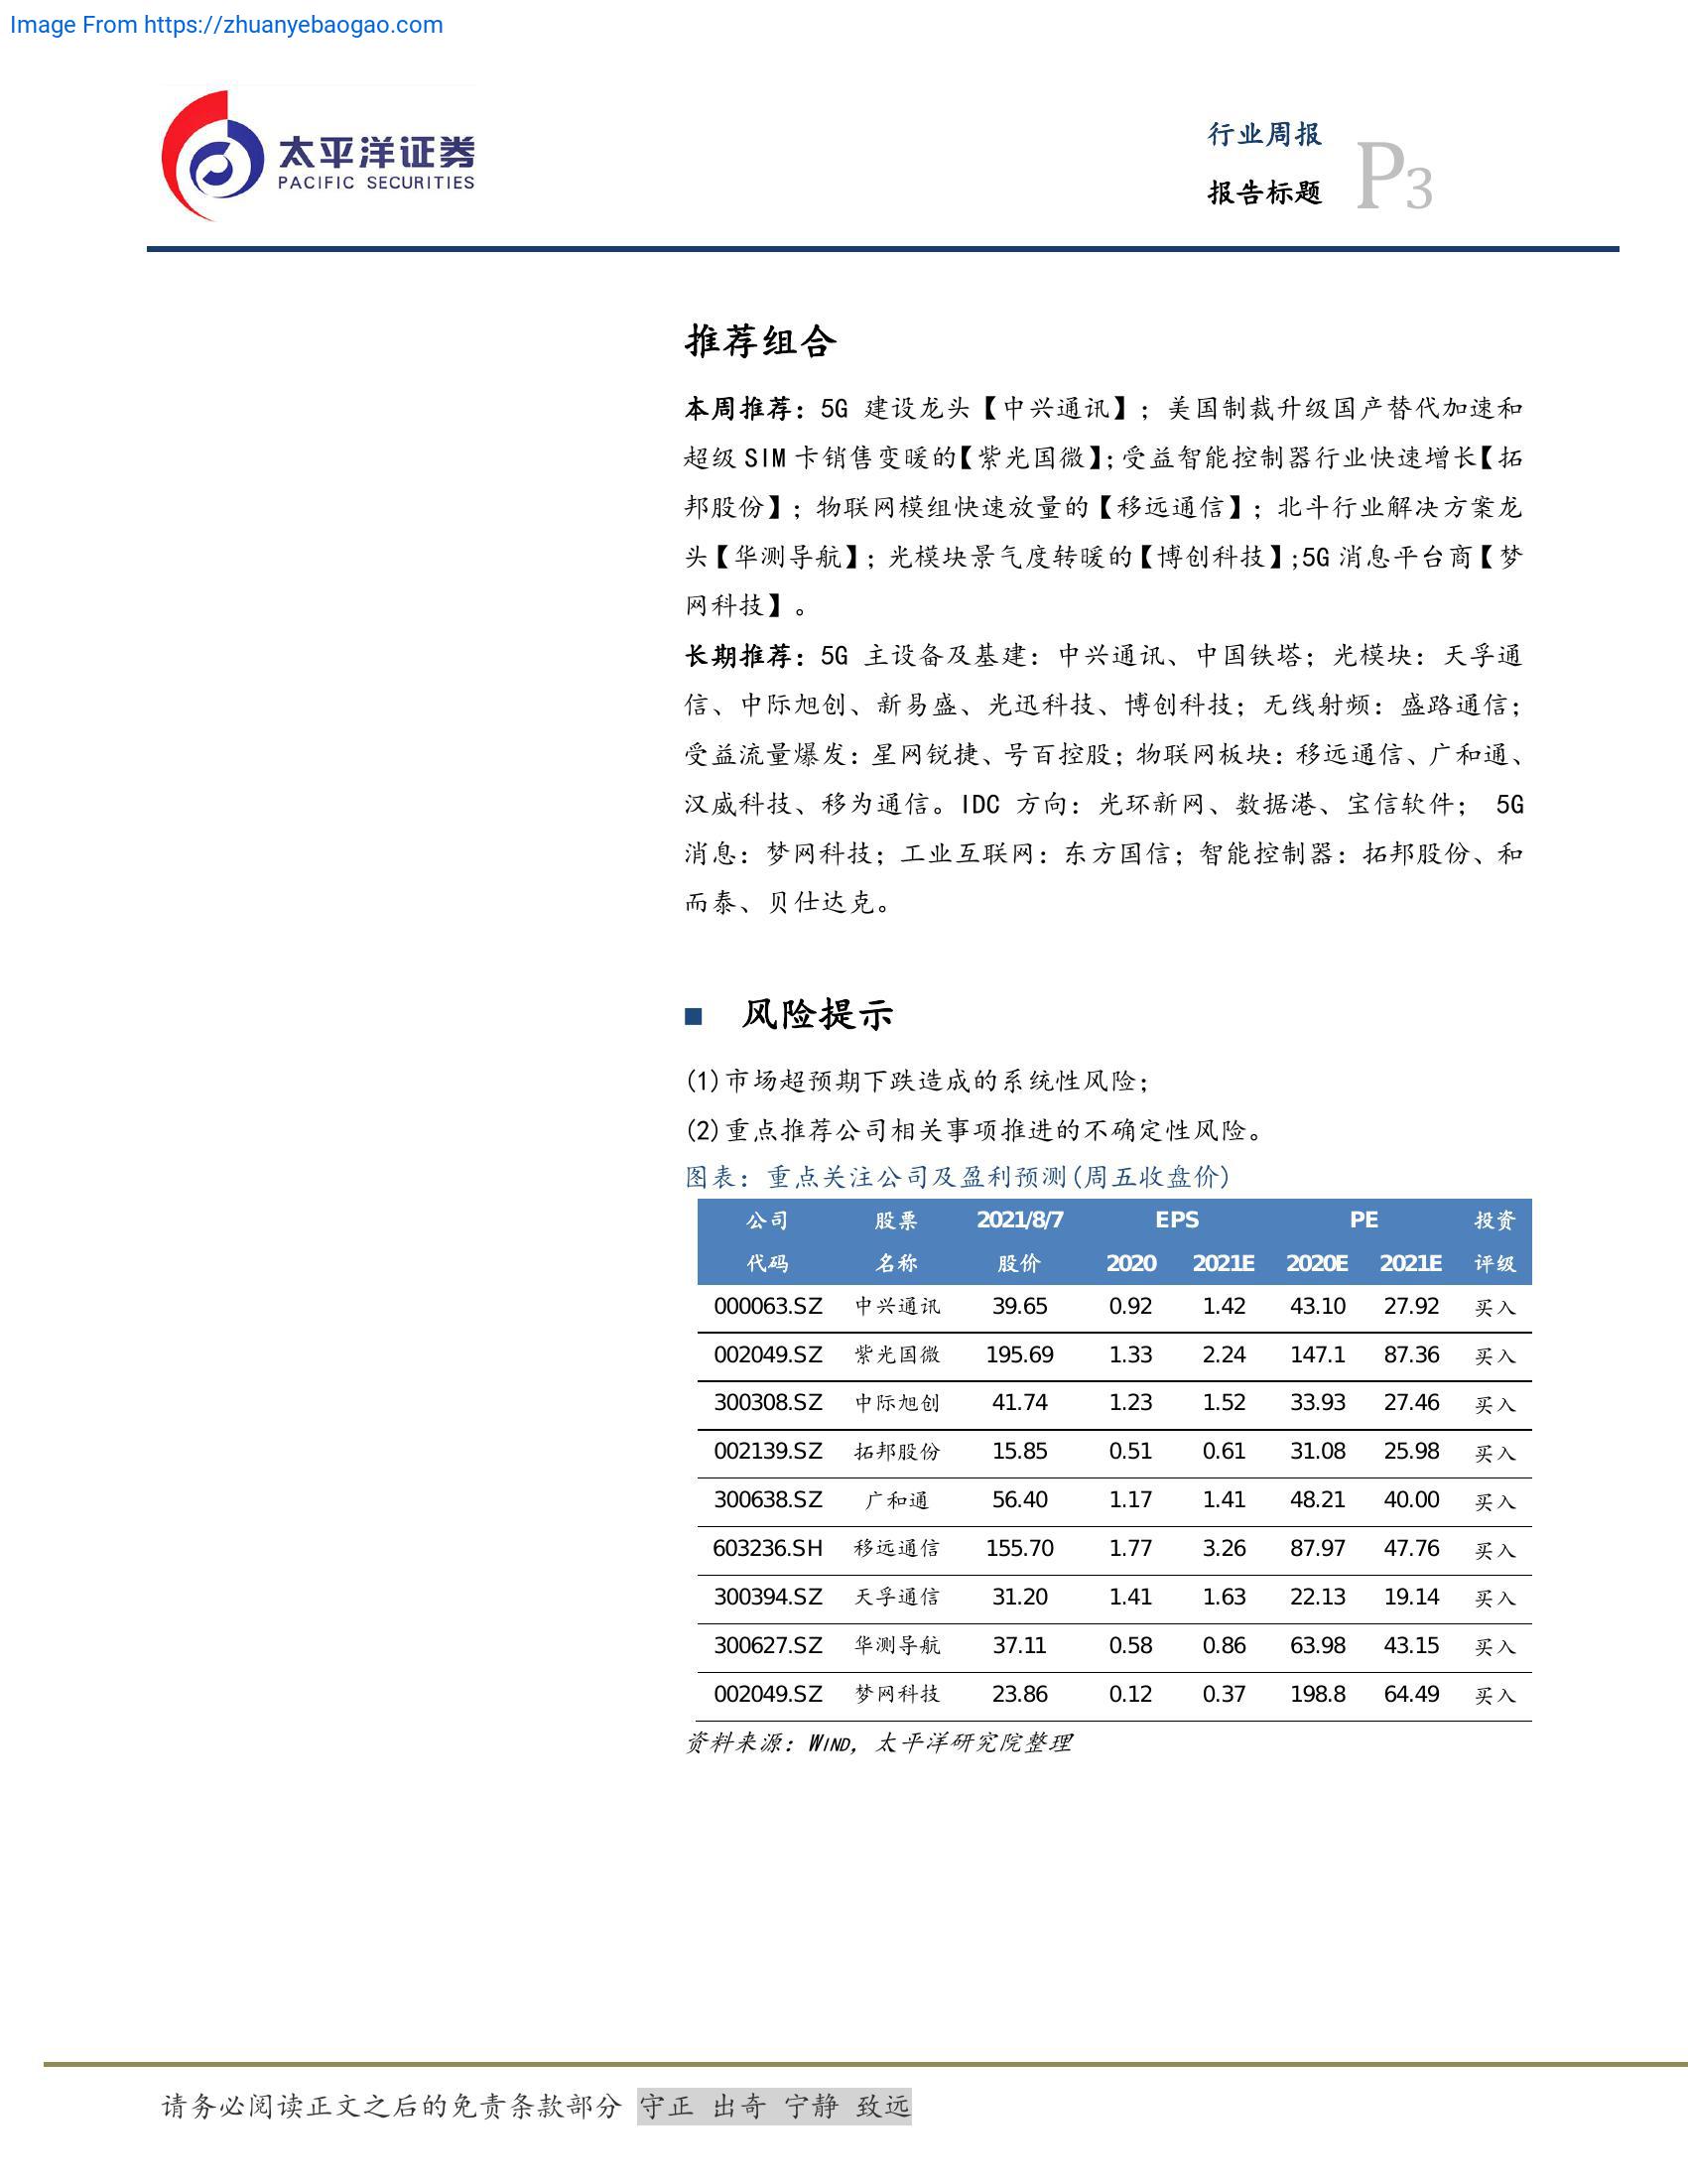 Image From https://zhuanyebaogao.com
太平洋证券
PACIFIC SECURITIES
行业周报
报告标题
P3
推荐组合
本周推荐：5G 建设龙头【中兴通讯】；美国制裁升级国产替代加速和
超级 SIM 卡销售变暖的【紫光国微】；受益智能控制器行业快速增长【拓
邦股份】；物联网模组快速放量的【移远通信】；北斗行业解决方案龙
头【华测导航】；光模块景气度转暖的【博创科技】;5G 消息平台商【梦
网科技】。
长期推荐：5G 主设备及基建：中兴通讯、中国铁塔；光模块：天孚通
信、中际旭创、新易盛、光迅科技、博创科技；无线射频：盛路通信；
受益流量爆发：星网锐捷、号百控股；物联网板块：移远通信、广和通、
汉威科技、移为通信。IDC 方向：光环新网、数据港、宝信软件； 5G
消息：梦网科技；工业互联网：东方国信；智能控制器：拓邦股份、和
而泰、贝仕达克。
■ 风险提示
(1)市场超预期下跌造成的系统性风险；
(2)重点推荐公司相关事项推进的不确定性风险。
图表：重点关注公司及盈利预测(周五收盘价)
公司 股票 2021/8/7 EPS PE 投资
代码 名称 股价 2020 2021E 2020E 2021E 评级
000063.SZ 中兴通讯 39.65 0.92 1.42 43.10 27.92 买入
002049.SZ 紫光国微 195.69 1.33 2.24 147.1 87.36 买入
300308.SZ 中际旭创 41.74 1.23 1.52 33.93 27.46 买入
002139.SZ 拓邦股份 15.85 0.51 0.61 31.08 25.98 买入
300638.SZ 广和通 56.40 1.17 1.41 48.21 40.00 买入
603236.SH 移远通信 155.70 1.77 3.26 87.97 47.76 买入
300394.SZ 天孚通信 31.20 1.41 1.63 22.13 19.14 买入
300627.SZ 华测导航 37.11 0.58 0.86 63.98 43.15 买入
002049.SZ 梦网科技 23.86 0.12 0.37 198.8 64.49 买入
资料来源：WIND，太平洋研究院整理
请务必阅读正文之后的免责条款部分 守正 出奇 宁静 致远